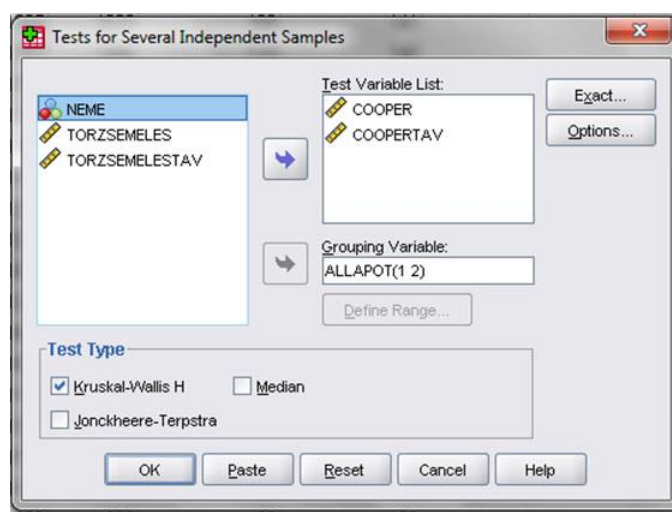 Tests for Several Independent Samples
NEME
TORZSEMELES
TORZSEMELESTAV
Test Variable List:
COOPER
COOPERTAV
Exact...
Options...
Grouping Variable:
ALLAPOT(1 2)
Define Range...
Test Type
Kruskal-Wallis H
Median
Jonckheere-Terpstra
OK
Paste
Reset
Cancel
Help